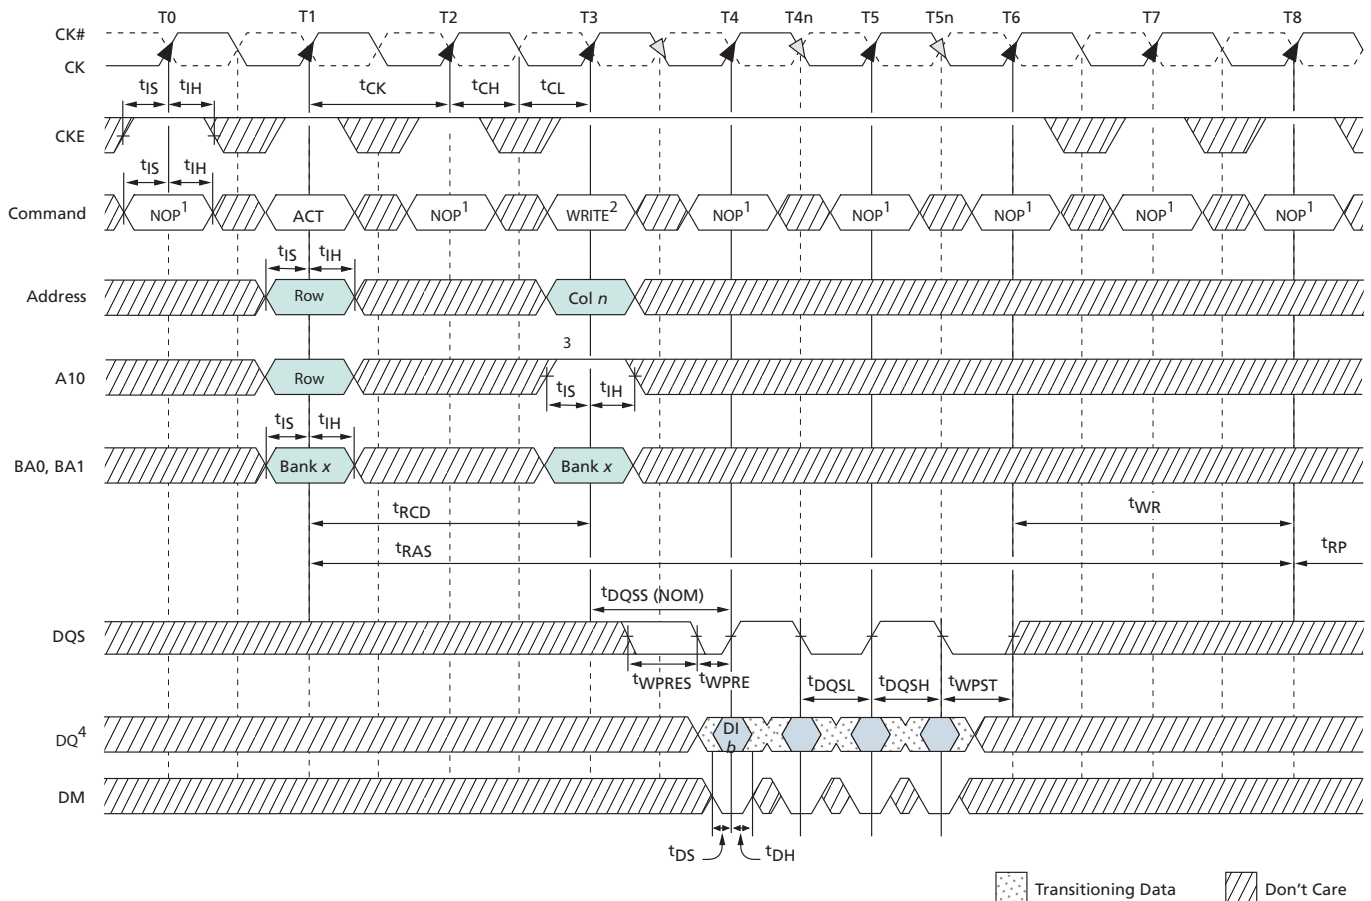 T0 T1 T2 T3 T4 T4n T5 T5n T6 T7 T8
CK#
CK
tIS tIH tCK tCH tCL
CKE
tIS tIH
Command NOP1 ACT NOP1 WRITE2 NOP1 NOP1 NOP1 NOP1 NOP1
tIS tIH
Address Row Col n
3
A10 Row
tIS tIH
tIS tIH
BA0, BA1 Bank x Bank x
tRCD tWR
tRAS tRP
tDQSS (NOM)
DQS
tWPRES tWPRE tDQSL tDQSH tWPST
DQ4 DI
b
DM
tDS tDH
Transitioning Data Don't Care